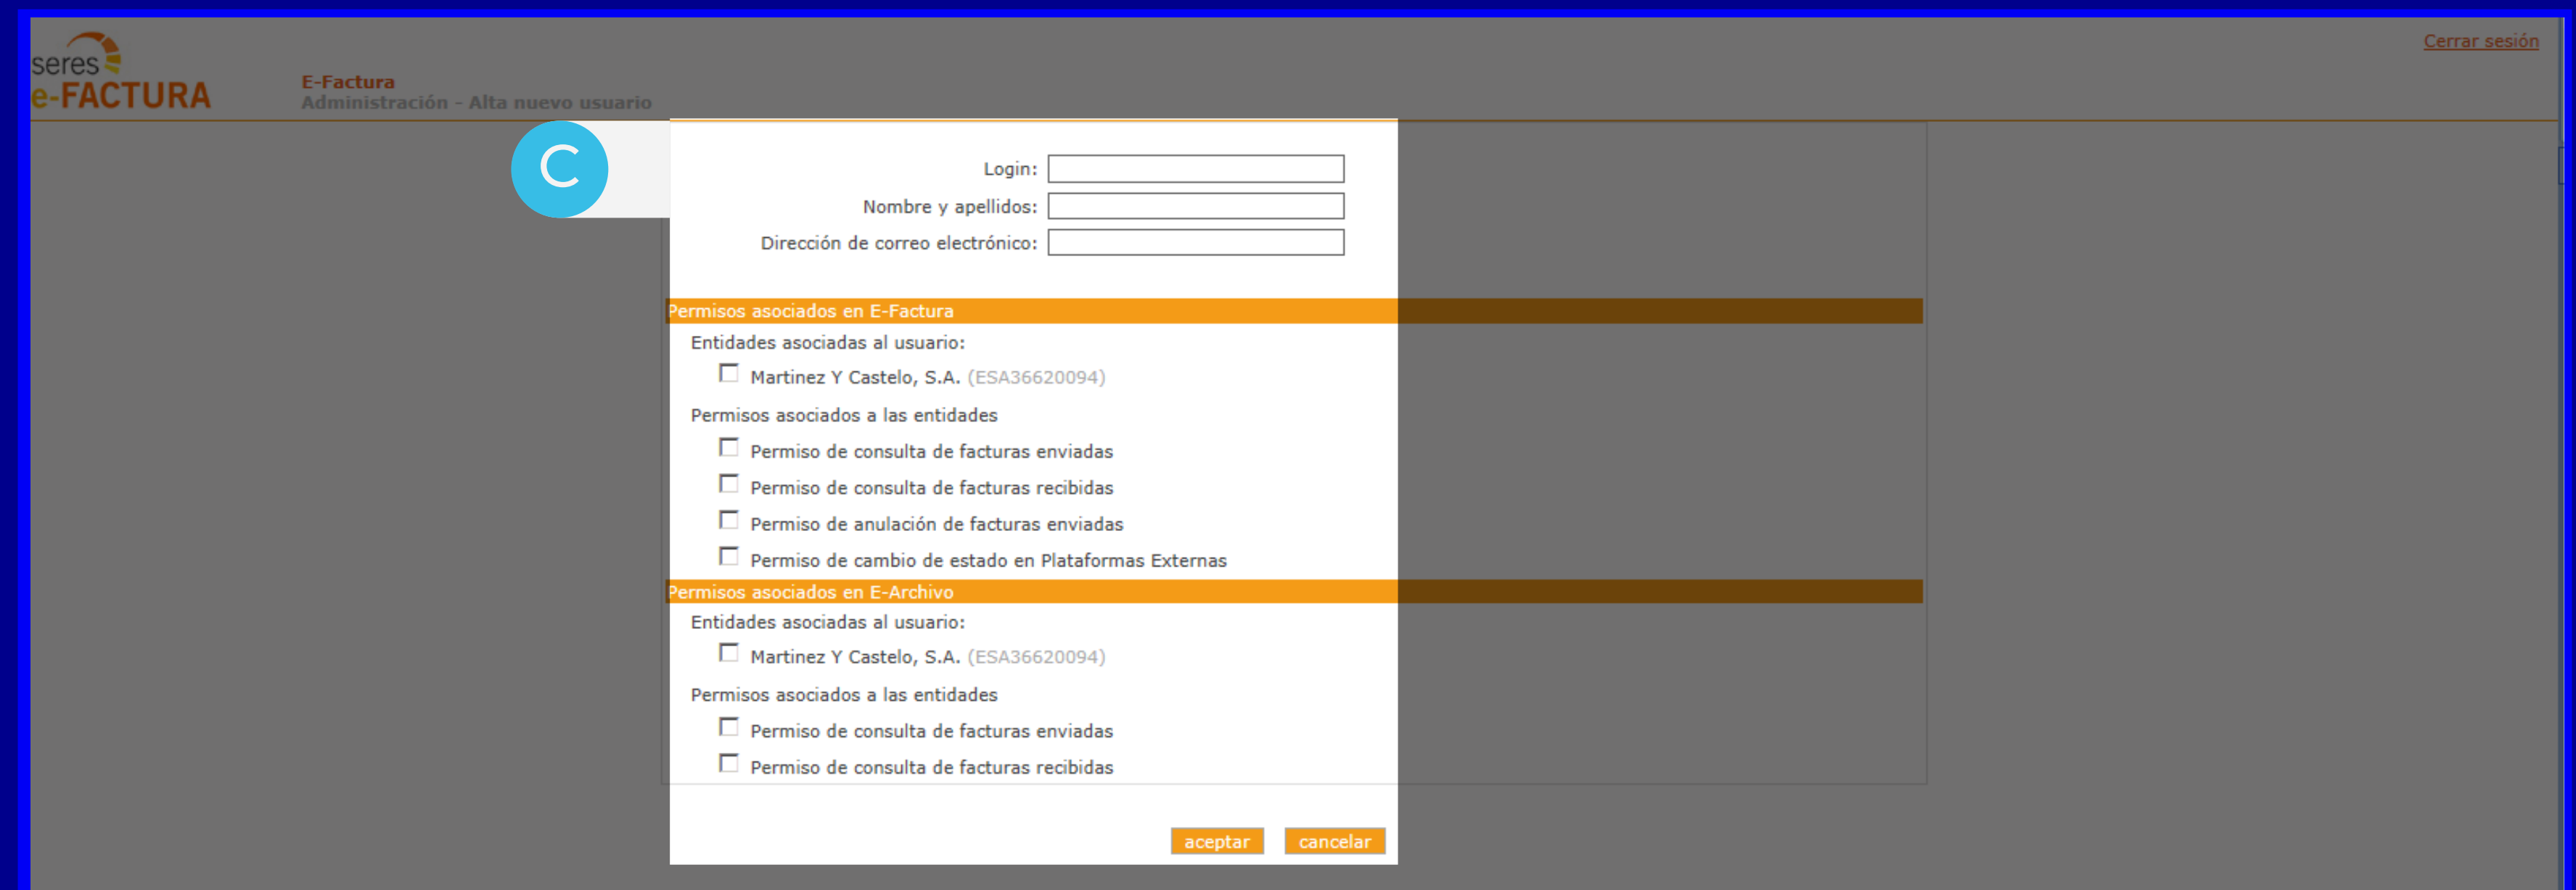 Cerrar sesión
seres
e-FACTURA
E-Factura
Administración - Alta nuevo usuario
C
Login:
Nombre y apellidos:
Dirección de correo electrónico:
Permisos asociados en E-Factura
Entidades asociadas al usuario:
Martinez Y Castelo, S.A. (ESA36620094)
Permisos asociados a las entidades
Permiso de consulta de facturas enviadas
Permiso de consulta de facturas recibidas
Permiso de anulación de facturas enviadas
Permiso de cambio de estado en Plataformas Externas
Permisos asociados en E-Archivo
Entidades asociadas al usuario:
Martinez Y Castelo, S.A. (ESA36620094)
Permisos asociados a las entidades
Permiso de consulta de facturas enviadas
Permiso de consulta de facturas recibidas
aceptar cancelar